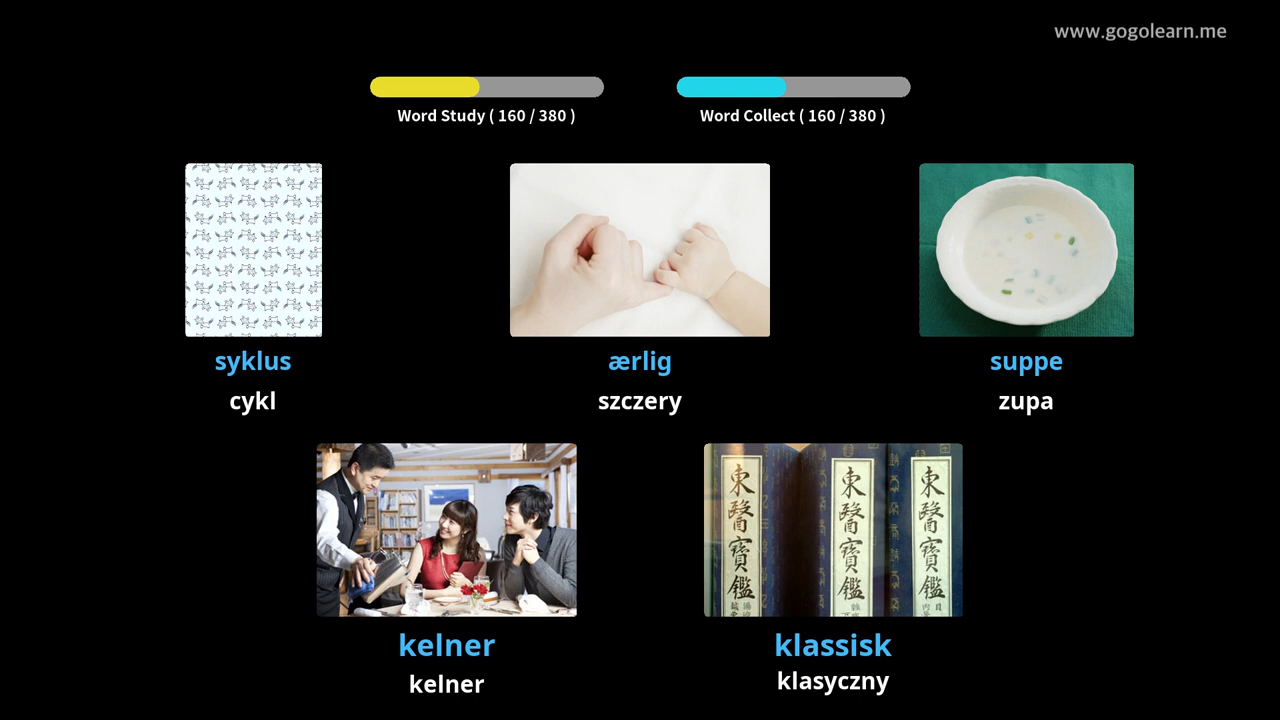 www.gogolearn.me
Word Study ( 160 / 380 )
Word Collect ( 160 / 380 )
syklus
cykl
ærlig
szczery
suppe
zupa
kelner
kelner
klassisk
klasyczny
東醫寶鑑
東醫寶鑑
東醫寶鑑